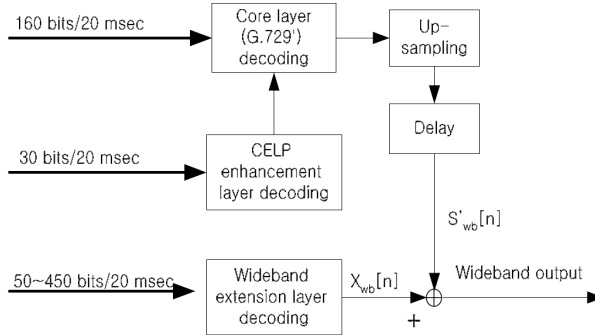 160 bits/20 msec
Core layer
(G.729')
decoding
Up-
sampling
Delay
30 bits/20 msec
CELP
enhancement
layer decoding
S'wb[n]
50~450 bits/20 msec
Wideband
extension layer
decoding
Xwb[n]
Wideband output
+